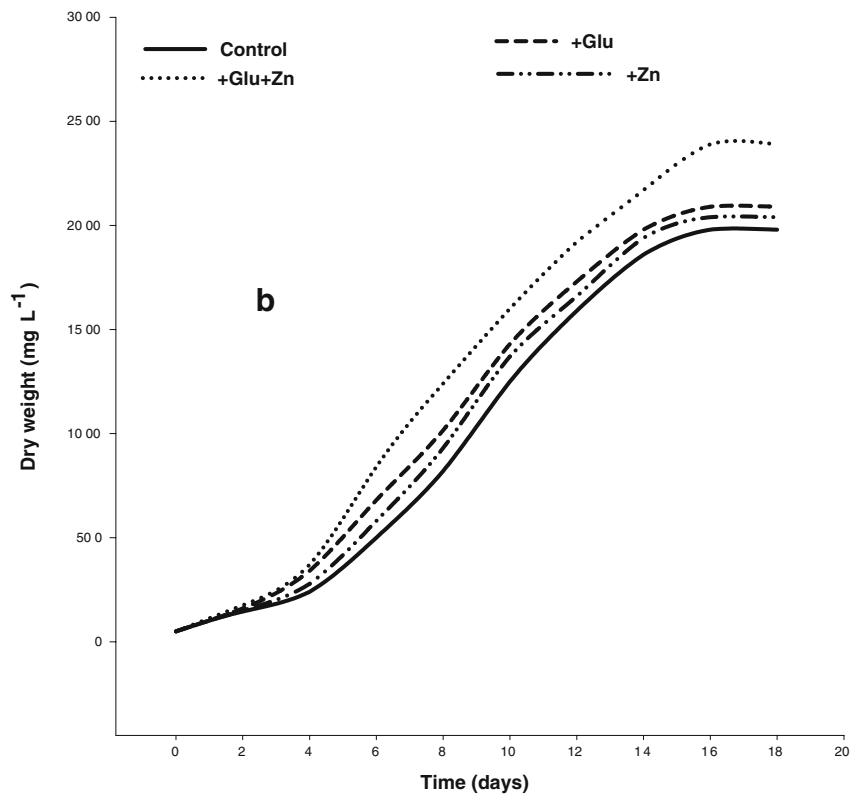 30 00
Control
+Glu
+Glu+Zn
+Zn
25 00
20 00
b
15 00
10 00
50 0
0
Dry weight (mg L-1)
0 2 4 6 8 10 12 14 16 18 20
Time (days)